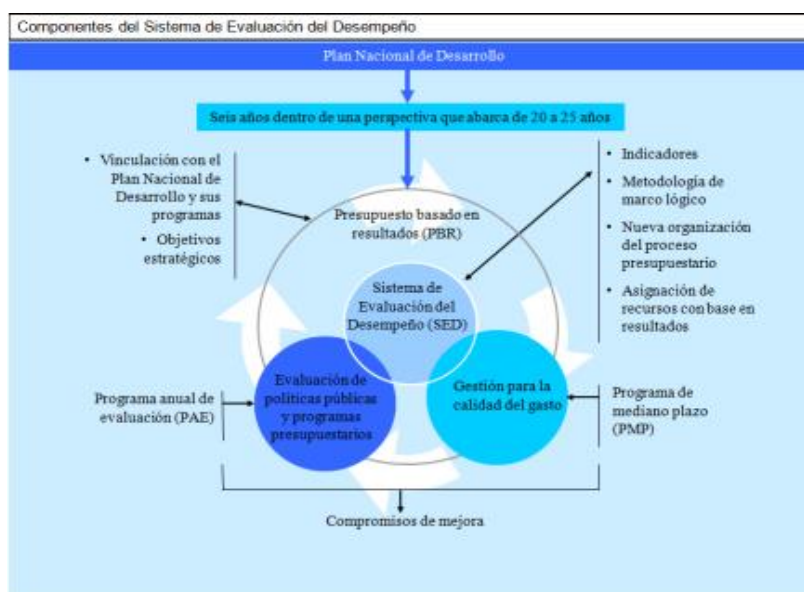 Componentes del Sistema de Evaluación del Desempeño
Plan Nacional de Desarrollo
Seis años dentro de una perspectiva que abarca de 20 a 25 años
• Vinculación con el
Plan Nacional de
Desarrollo y sus
programas
• Objetivos
estratégicos
Presupuesto basado en
resultados (PBR)
• Indicadores
• Metodología de
marco lógico
• Nueva organización
del proceso
presupuestario
• Asignación de
recursos con base en
resultados
Sistema de
Evaluación del
Desempeño (SED)
Evaluación de
políticas públicas
y programas
presupuestarios
Gestión para la
calidad del gasto
Programa anual de
evaluación (PAE)
Programa de
mediano plazo
(PMP)
Compromisos de mejora